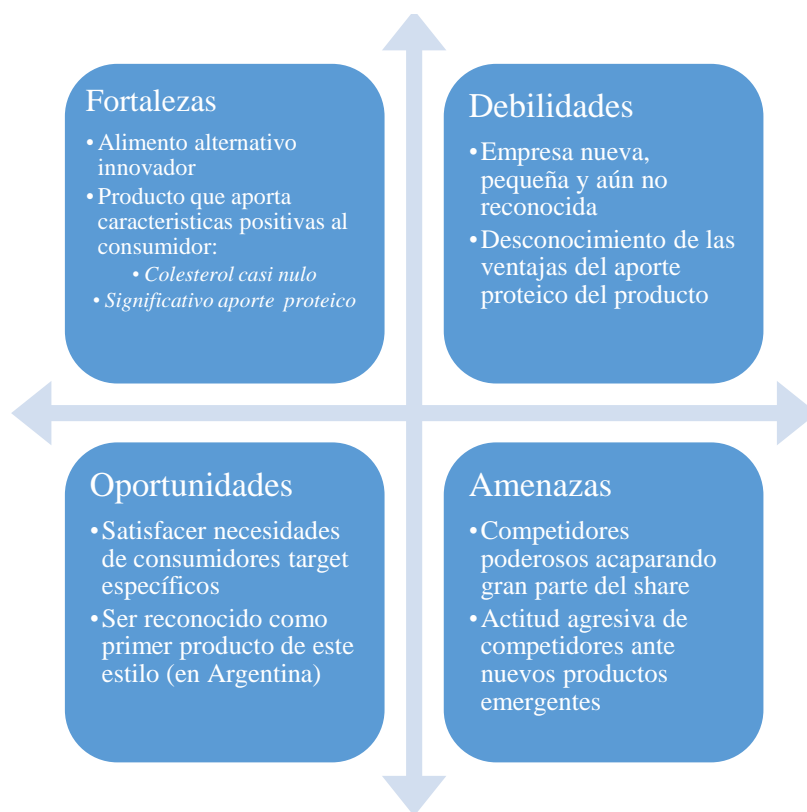 Fortalezas
• Alimento alternativo
innovador
• Producto que aporta
caracteristicas positivas al
consumidor:
• Colesterol casi nulo
• Significativo aporte proteico
Debilidades
• Empresa nueva,
pequeña y aún no
reconocida
• Desconocimiento de las
ventajas del aporte
proteico del producto
Oportunidades
• Satisfacer necesidades
de consumidores target
específicos
• Ser reconocido como
primer producto de este
estilo (en Argentina)
Amenazas
• Competidores
poderosos acaparando
gran parte del share
• Actitud agresiva de
competidores ante
nuevos productos
emergentes